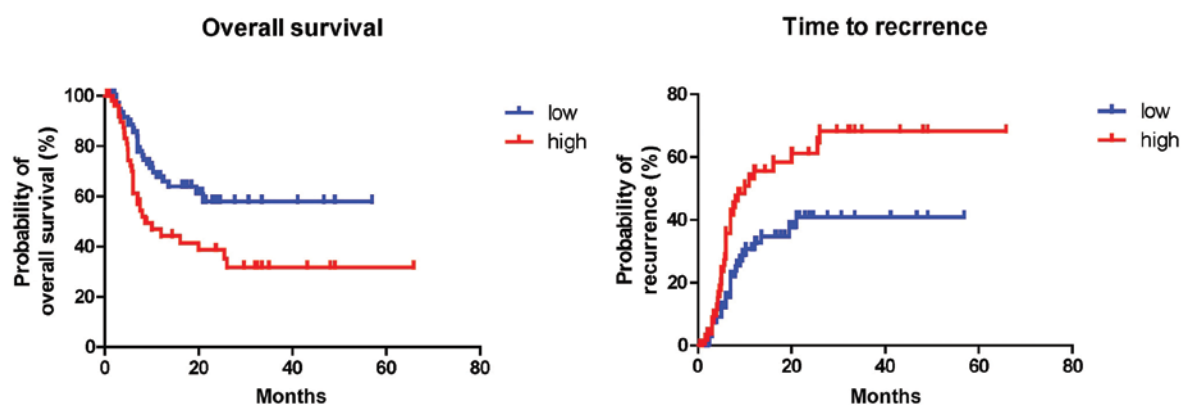 Overall survival
Probability of
overall survival (%)
100
80
60
40
20
0
0 20 40 60 80
Months
low
high
Time to recrrence
Probability of
recurrence (%)
80
60
40
20
0
0 20 40 60 80
Months
low
high